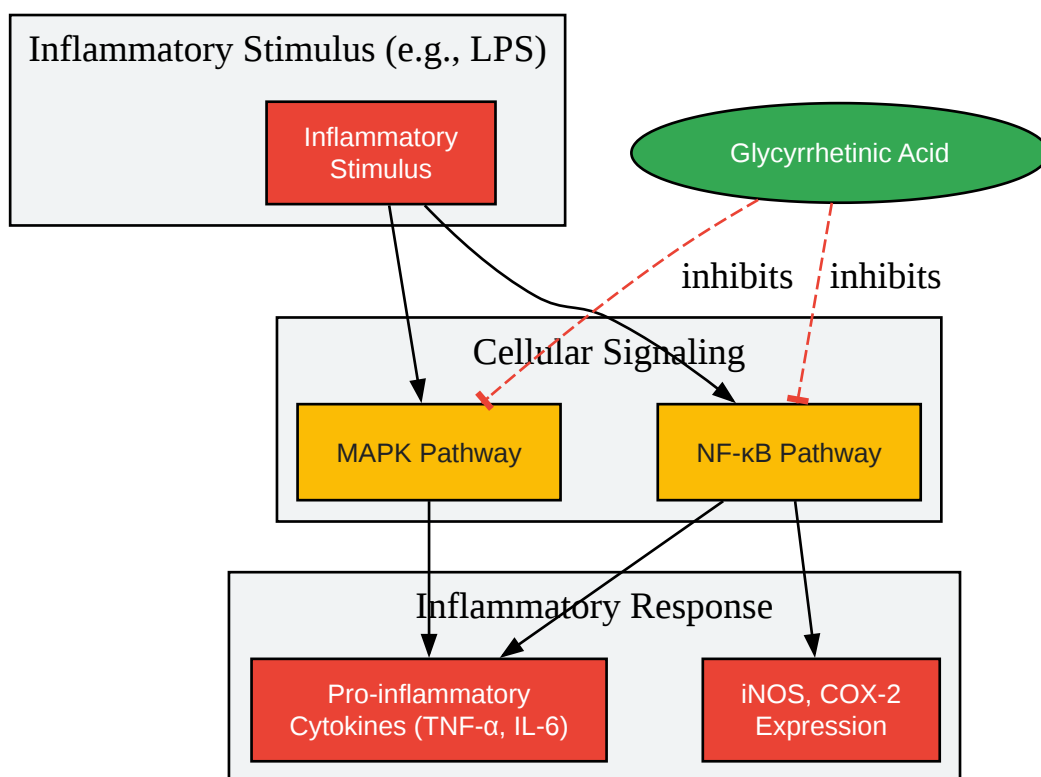 Inflammatory Stimulus (e.g., LPS)
Inflammatory
Stimulus
Glycyrrhetinic Acid
inhibits
inhibits
Cellular Signaling
MAPK Pathway
NF-κB Pathway
Inflammatory Response
Pro-inflammatory
Cytokines (TNF-α, IL-6)
iNOS, COX-2
Expression